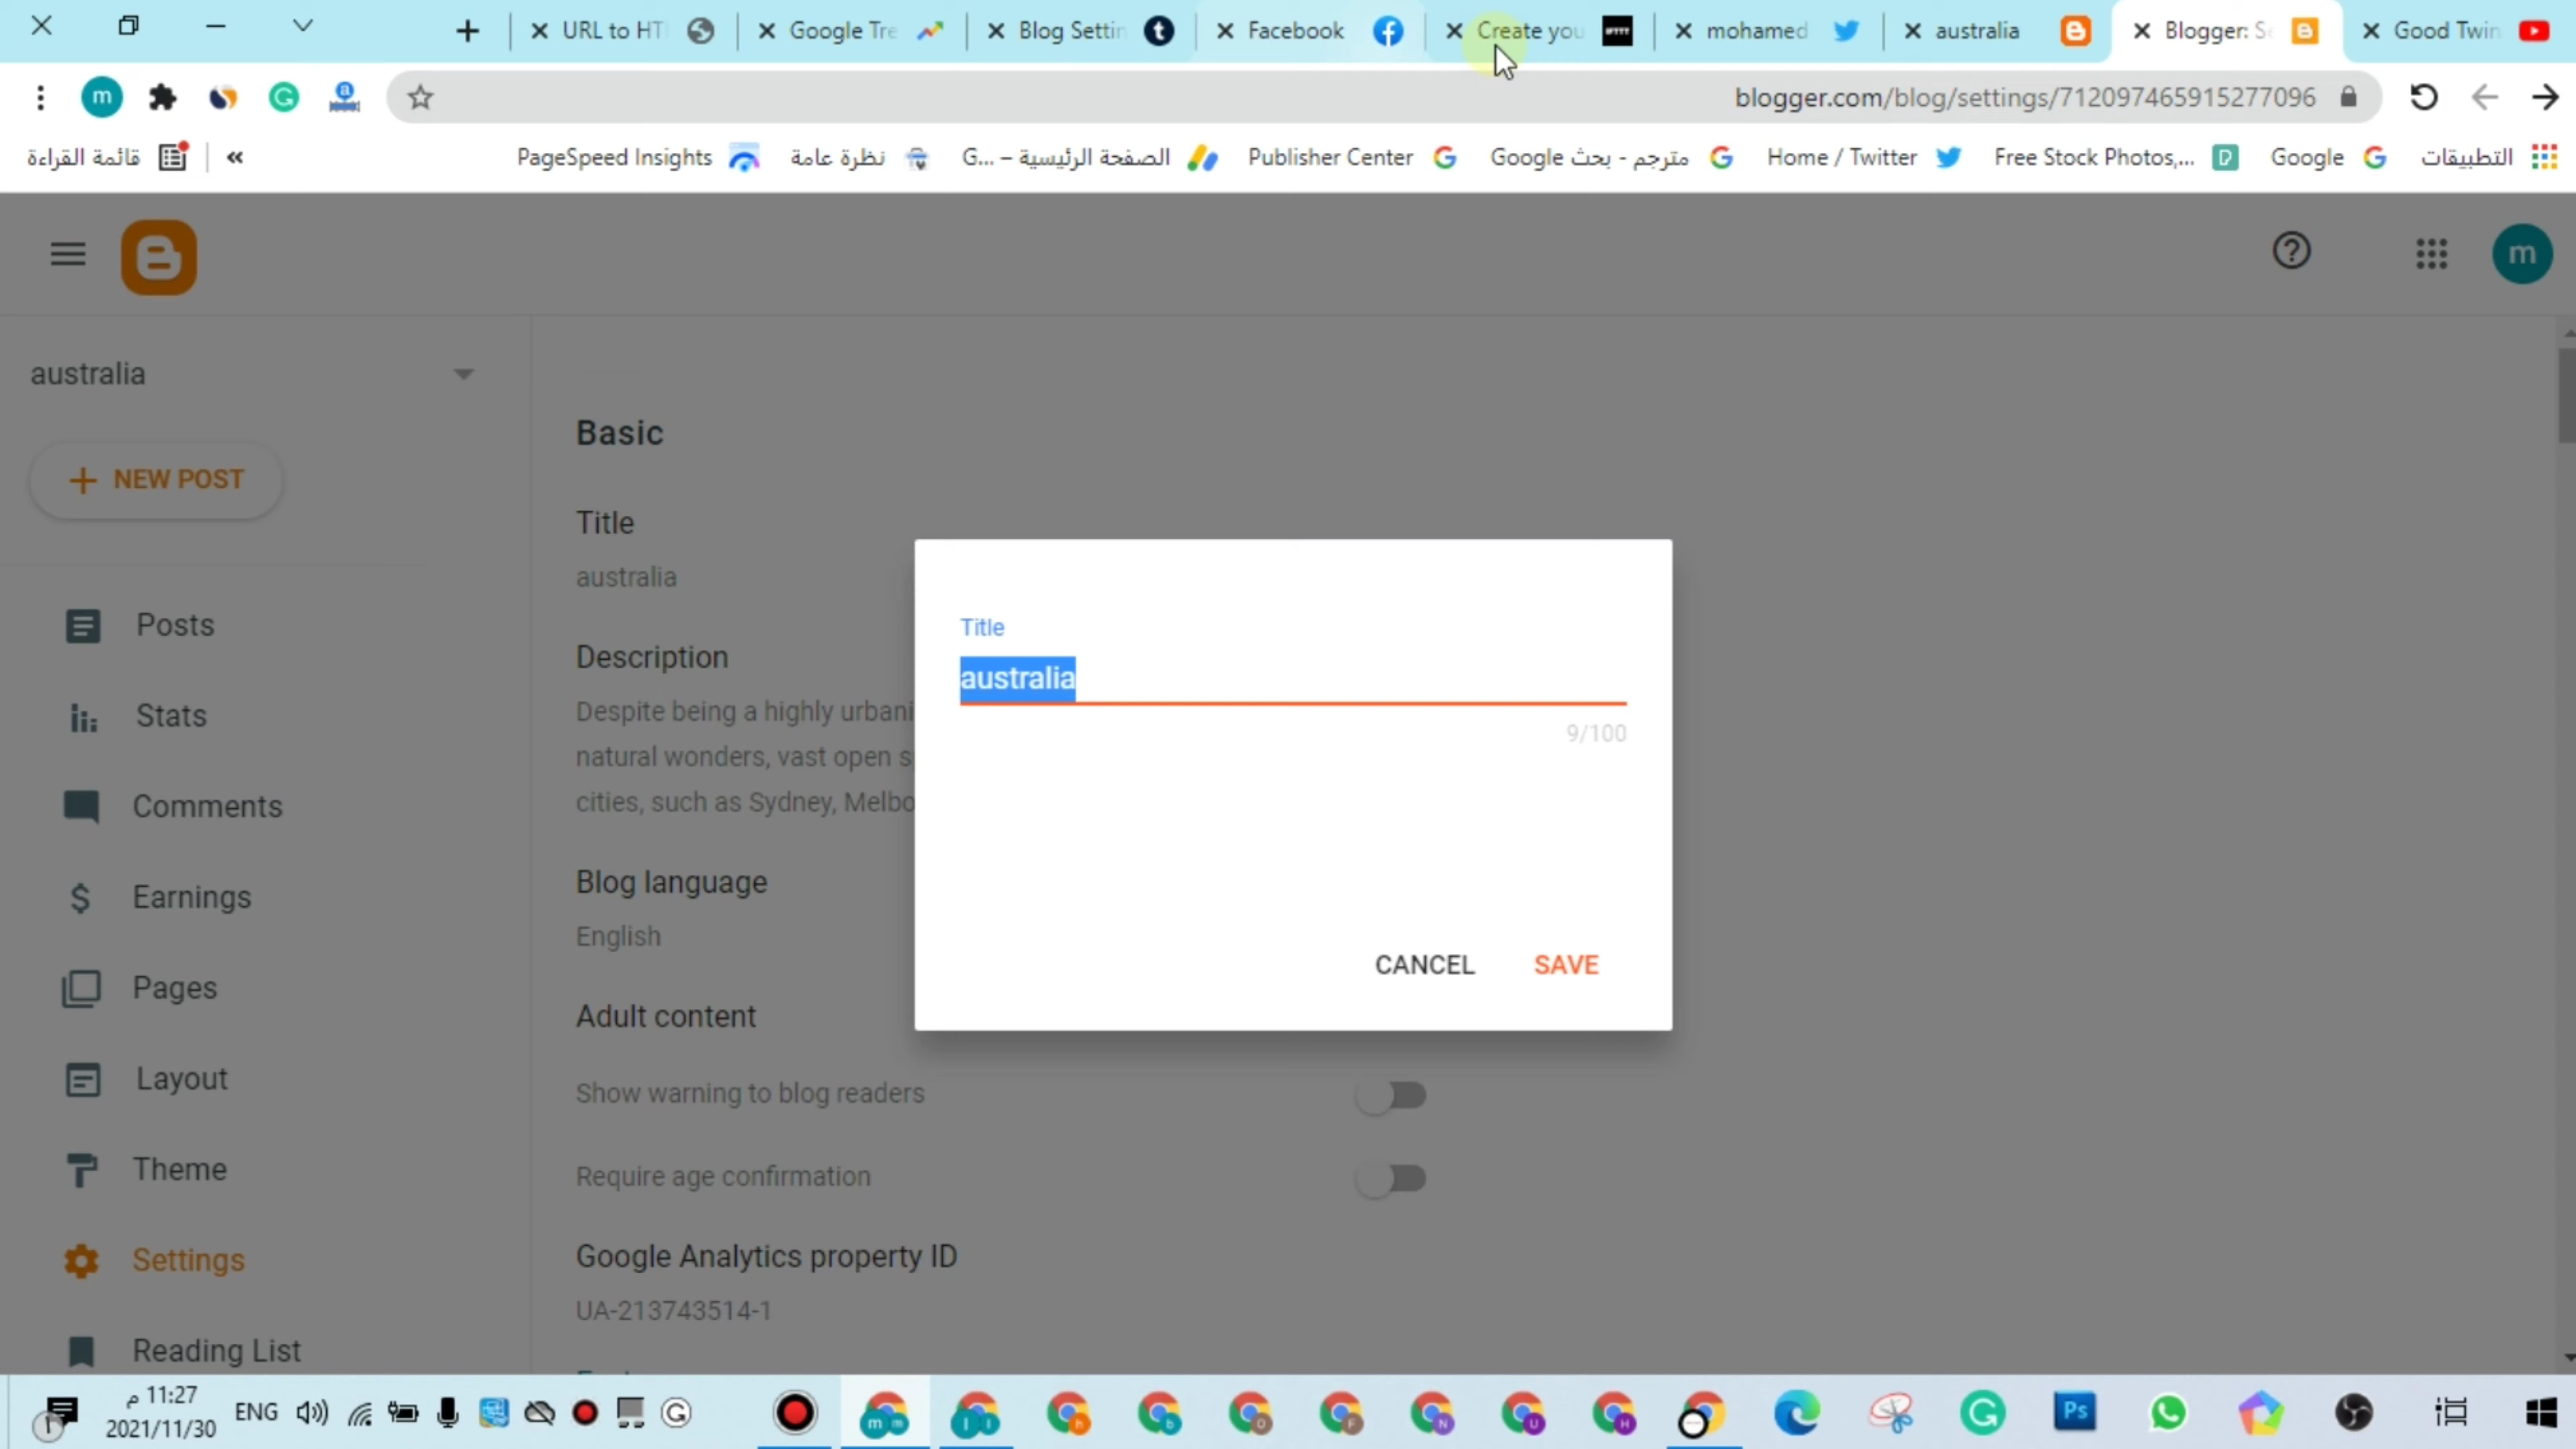 URL to HT
Google Tre
Blog Settin
Facebook
Create you
IFTTT
mohamed
australia
Blogger: Se
Good Twin
m
blogger.com/blog/settings/712097465915277096
قائمة القراءة
«
PageSpeed Insights
نظرة عامة
الصفحة الرئيسية – G...
Publisher Center
مترجم - بحث Google
Home / Twitter
Free Stock Photos,...
Google
التطبيقات
m
australia
NEW POST
Posts
Stats
Comments
Earnings
Pages
Layout
Theme
Settings
Reading List
Basic
Title
australia
Description
Despite being a highly urbani
natural wonders, vast open s
cities, such as Sydney, Melbo
Blog language
English
Adult content
Show warning to blog readers
Require age confirmation
Google Analytics property ID
UA-213743514-1
Title
australia
9/100
CANCEL
SAVE
11:27 م
2021/11/30
ENG
Ps